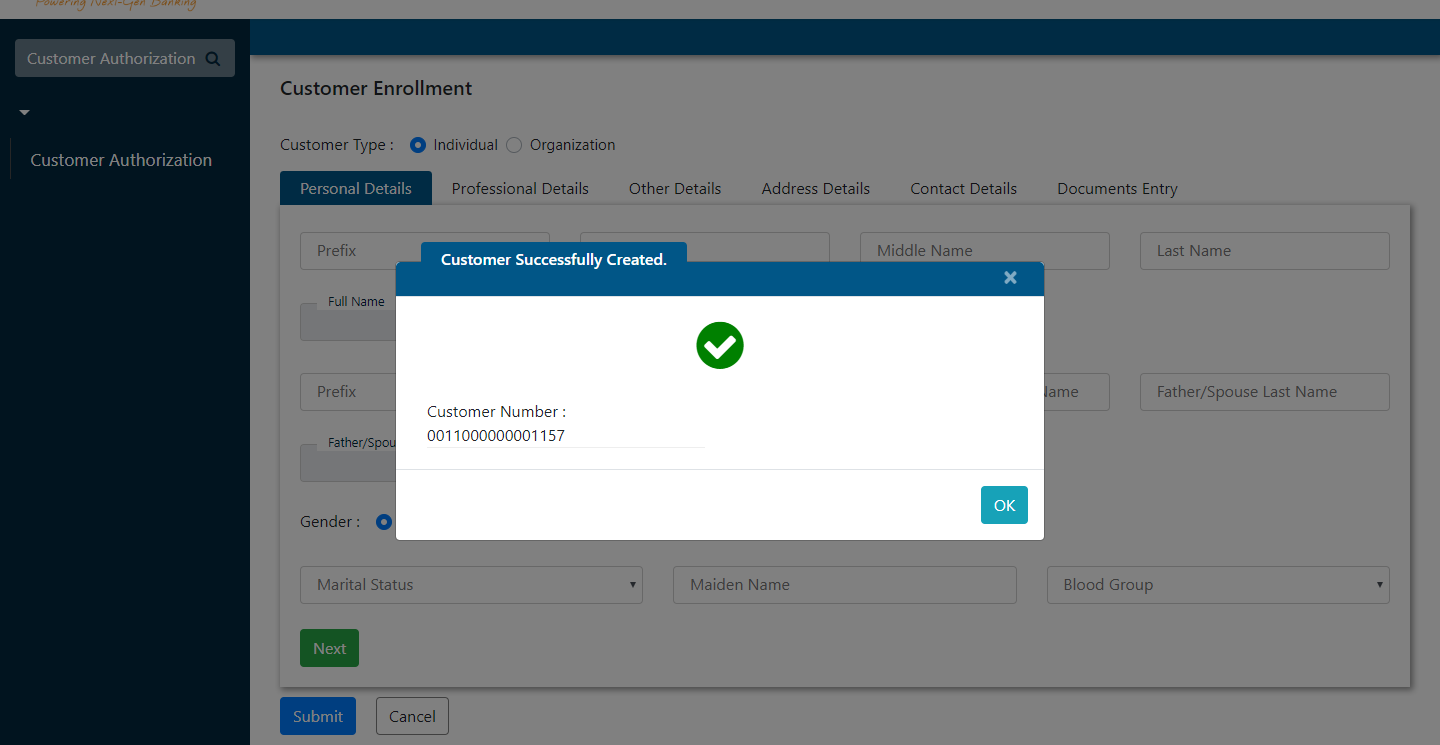 Powering Next-Gen Banking
Customer Authorization
Customer Authorization
Customer Enrollment
Customer Type : Individual Organization
Personal Details Professional Details Other Details Address Details Contact Details Documents Entry
Prefix Middle Name Last Name
Customer Successfully Created.
×
Full Name
Customer Number :
0011000000001157
OK
Prefix Name Father/Spouse Last Name
Father/Spou
Gender :
Marital Status Maiden Name Blood Group
Next
Submit Cancel